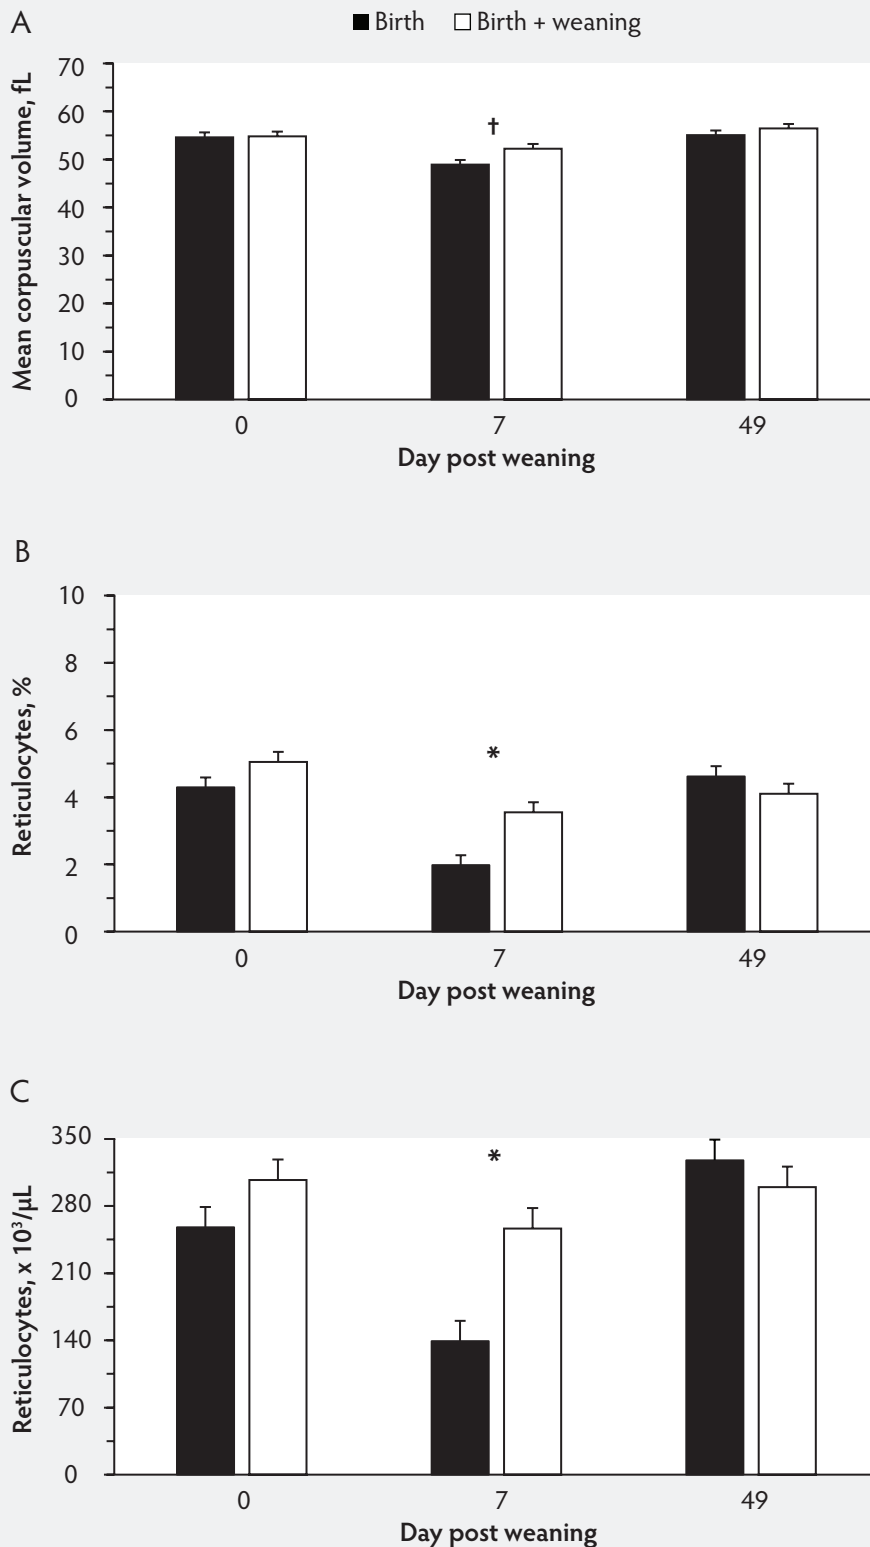 A
Birth Birth + weaning
Mean corpuscular volume, fL
70
60
50
40
30
20
10
0
†
0 7 49
Day post weaning
B
Reticulocytes, %
10
8
6
4
2
0
*
0 7 49
Day post weaning
C
Reticulocytes, x 10³/µL
350
280
210
140
70
0
*
0 7 49
Day post weaning